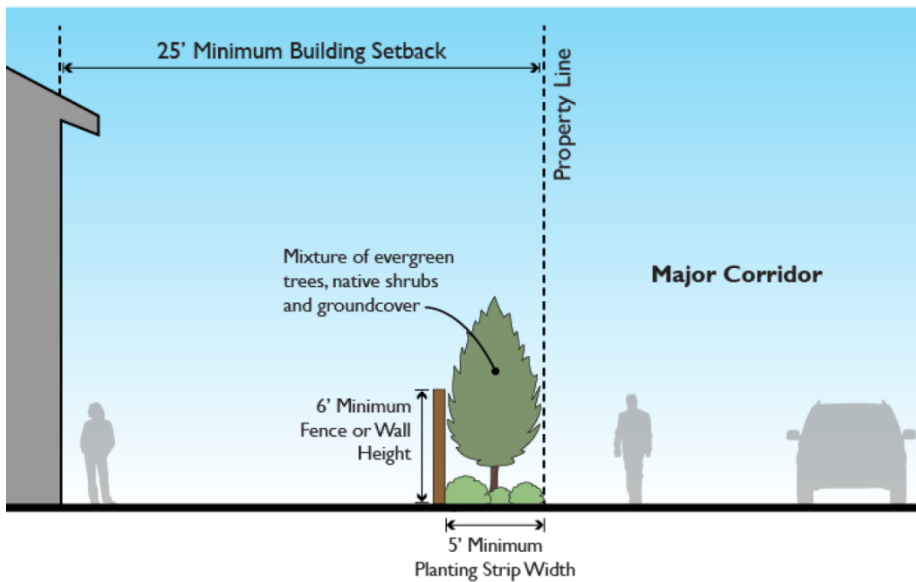 25' Minimum Building Setback
Property Line
Mixture of evergreen
trees, native shrubs
and groundcover
Major Corridor
6' Minimum
Fence or Wall
Height
5' Minimum
Planting Strip Width